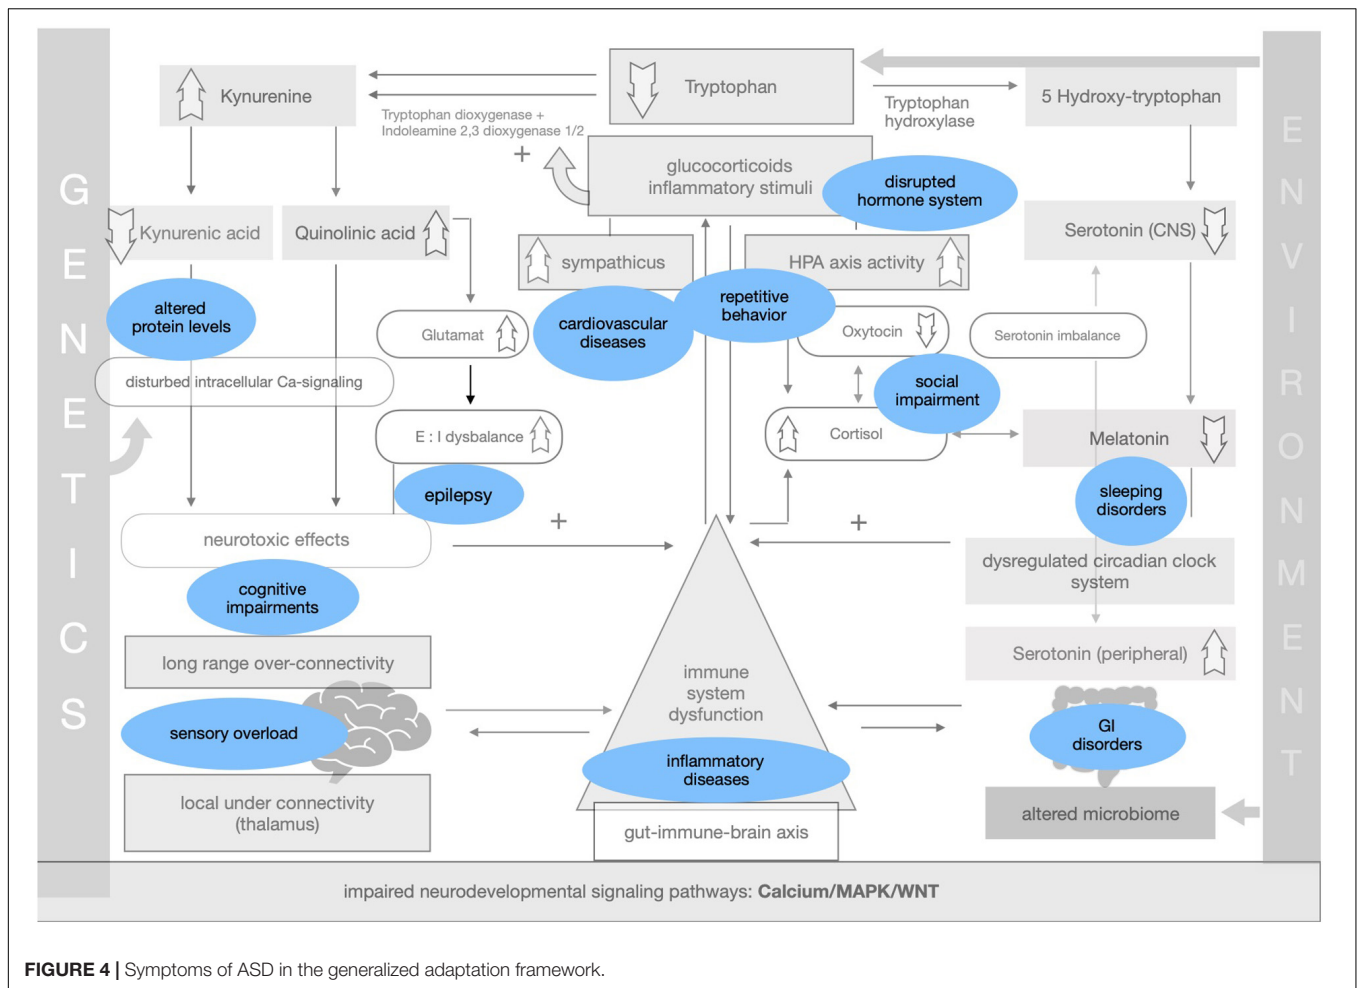 GENETICS
ENVIRONMENT
Kynurenine
Tryptophan
5 Hydroxy-tryptophan
Tryptophan dioxygenase +
Indoleamine 2,3 dioxygenase 1/2
Tryptophan
hydroxylase
+
glucocorticoids
inflammatory stimuli
disrupted
hormone system
Kynurenic acid
Quinolinic acid
sympathicus
HPA axis activity
Serotonin (CNS)
altered
protein levels
Glutamat
cardiovascular
diseases
repetitive
behavior
Oxytocin
Serotonin imbalance
disturbed intracellular Ca-signaling
social
impairment
E : I dysbalance
Cortisol
Melatonin
epilepsy
sleeping
disorders
neurotoxic effects
+
+
dysregulated circadian clock
system
cognitive
impairments
long range over-connectivity
immune
system
dysfunction
Serotonin (peripheral)
sensory overload
GI
disorders
inflammatory
diseases
local under connectivity
(thalamus)
gut-immune-brain axis
altered microbiome
impaired neurodevelopmental signaling pathways: Calcium/MAPK/WNT
FIGURE 4 | Symptoms of ASD in the generalized adaptation framework.